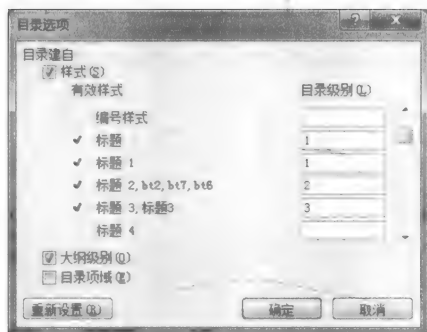 目录选项
目录建自
样式(S)
有效样式 目录级别(L)
编号样式
标题 1
标题 1 1
标题 2,bt2,bt7,bt6 2
标题 3,标题3 3
标题 4
大纲级别(O)
目录项域(E)
重新设置(R) 确定 取消